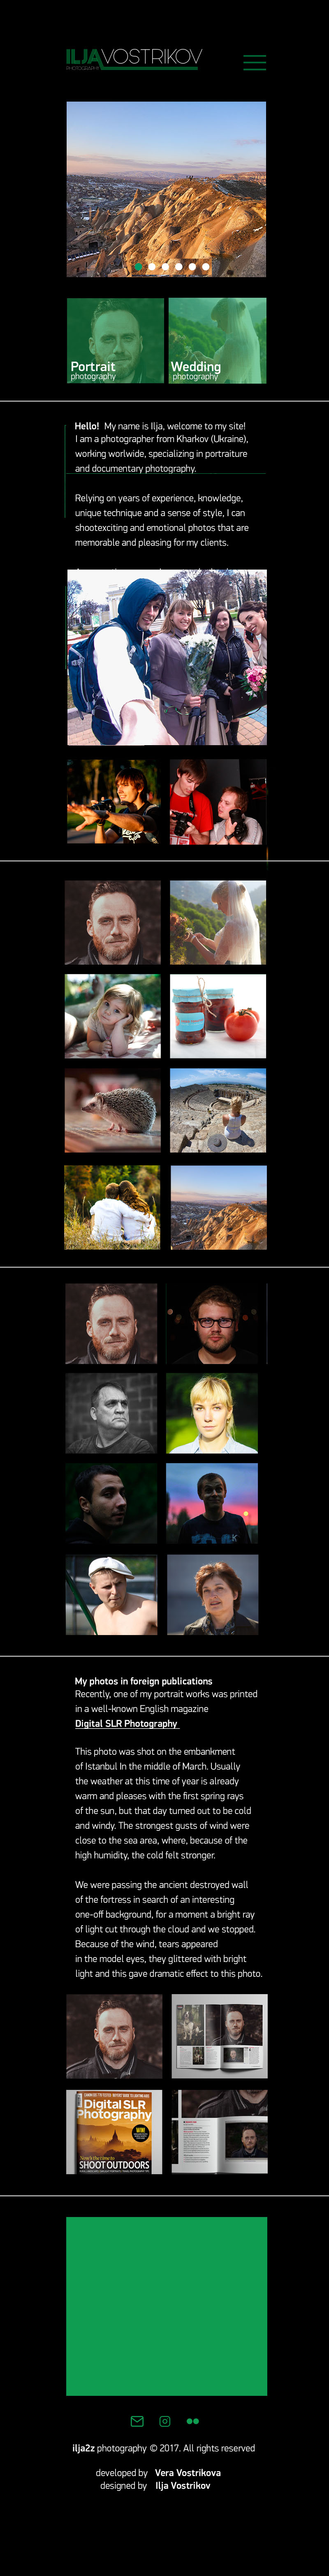 ILJAVOSTRIKOV
PHOTOGRAPHY
Portrait
photography
Wedding
photography
Hello! My name is Ilja, welcome to my site!
I am a photographer from Kharkov (Ukraine),
working worlwide, specializing in portraiture
and documentary photography.
Relying on years of experience, knowledge,
unique technique and a sense of style, I can
shootexciting and emotional photos that are
memorable and pleasing for my clients.
My photos in foreign publications
Recently, one of my portrait works was printed
in a well-known English magazine
Digital SLR Photography
This photo was shot on the embankment
of Istanbul In the middle of March. Usually
the weather at this time of year is already
warm and pleases with the first spring rays
of the sun, but that day turned out to be cold
and windy. The strongest gusts of wind were
close to the sea area, where, because of the
high humidity, the cold felt stronger.
We were passing the ancient destroyed wall
of the fortress in search of an interesting
one-off background, for a moment a bright ray
of light cut through the cloud and we stopped.
Because of the wind, tears appeared
in the model eyes, they glittered with bright
light and this gave dramatic effect to this photo.
Digital SLR
Photography
SHOOT OUTDOORS
ilja2z photography © 2017. All rights reserved
developed by Vera Vostrikova
designed by Ilja Vostrikov